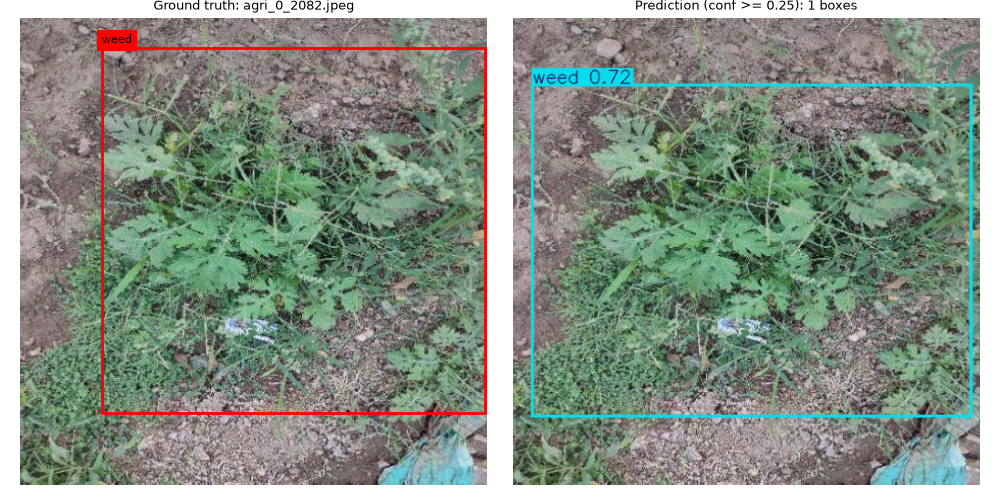 Ground truth: agri_0_2082.jpeg
Prediction (conf >= 0.25): 1 boxes
weed
weed 0.72